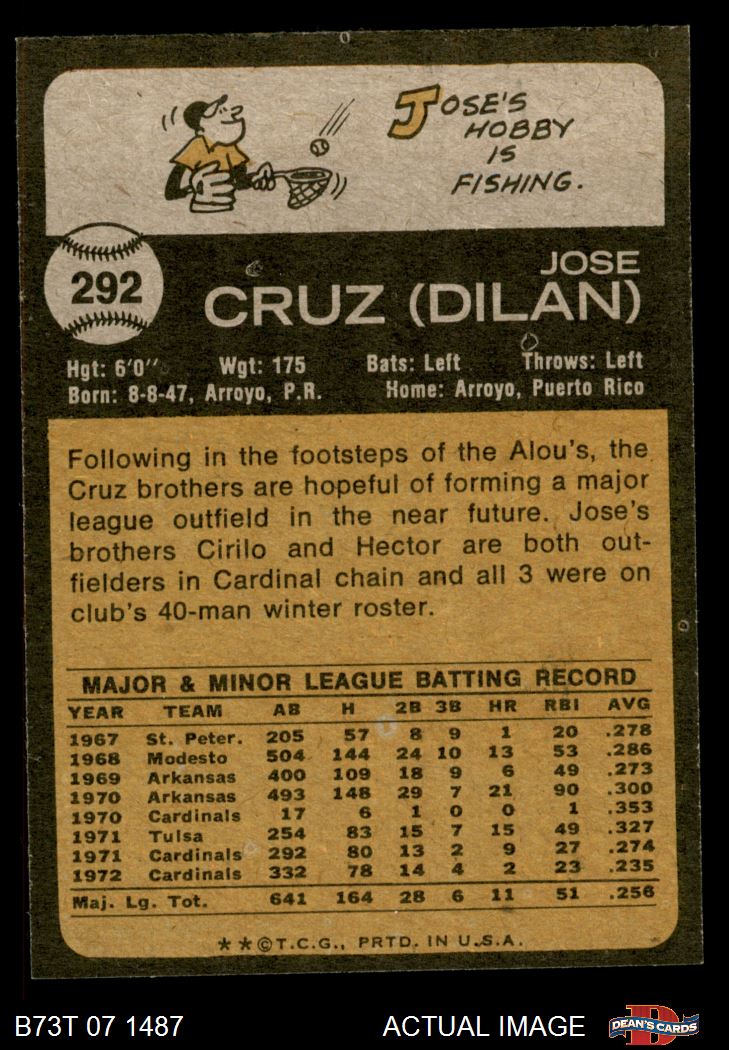 JOSE'S
HOBBY
IS
FISHING.
292
JOSE
CRUZ (DILAN)
Hgt: 6'0" Wgt: 175 Bats: Left Throws: Left
Born: 8-8-47, Arroyo, P.R. Home: Arroyo, Puerto Rico
Following in the footsteps of the Alou's, the
Cruz brothers are hopeful of forming a major
league outfield in the near future. Jose's
brothers Cirilo and Hector are both out-
fielders in Cardinal chain and all 3 were on
club's 40-man winter roster.
MAJOR & MINOR LEAGUE BATTING RECORD
YEAR TEAM AB H 2B 3B HR RBI AVG
1967 St. Peter. 205 57 8 9 1 20 .278
1968 Modesto 504 144 24 10 13 53 .286
1969 Arkansas 400 109 18 9 6 49 .273
1970 Arkansas 493 148 29 7 21 90 .300
1970 Cardinals 17 6 1 0 0 1 .353
1971 Tulsa 254 83 15 7 15 49 .327
1971 Cardinals 292 80 13 2 9 27 .274
1972 Cardinals 332 78 14 4 2 23 .235
Maj. Lg. Tot. 641 164 28 6 11 51 .256
**©T.C.G., PRTD. IN U.S.A.
B73T 07 1487 ACTUAL IMAGE D DEAN'S CARDS